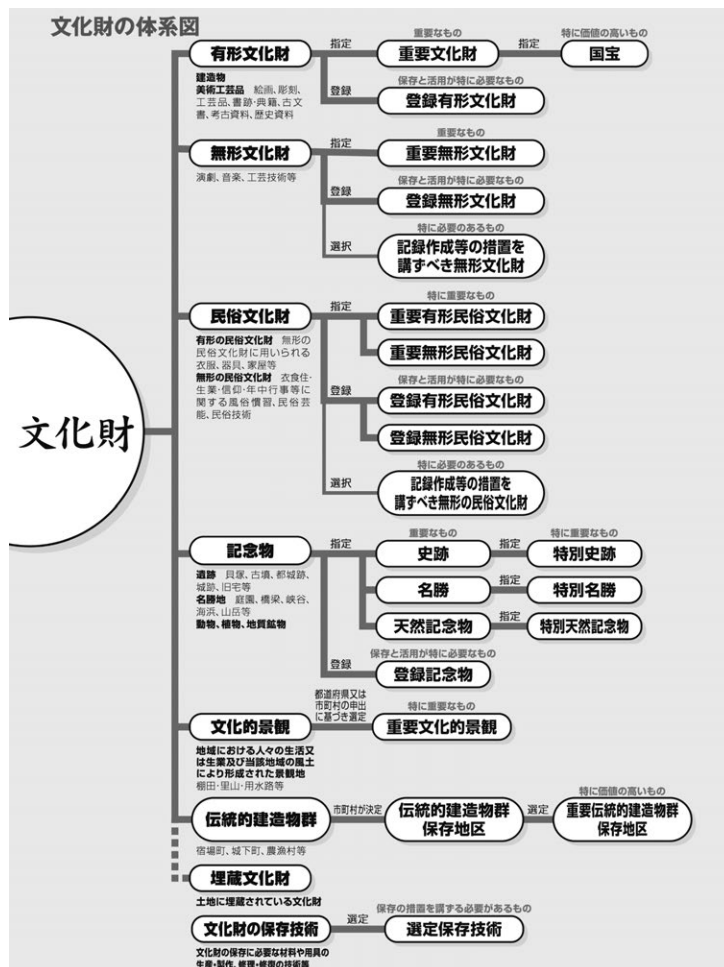 文化財の体系図
文化財
有形文化財
建造物
美術工芸品 絵画、彫刻、
工芸品、書跡・典籍、古文
書、考古資料、歴史資料
指定
重要なもの
重要文化財
指定
特に価値の高いもの
国宝
登録
保存と活用が特に必要なもの
登録有形文化財
無形文化財
演劇、音楽、工芸技術等
指定
重要なもの
重要無形文化財
登録
保存と活用が特に必要なもの
登録無形文化財
選択
特に必要のあるもの
記録作成等の措置を
講ずべき無形文化財
民俗文化財
有形の民俗文化財 無形の
民俗文化財に用いられる
衣服、器具、家屋等
無形の民俗文化財 衣食住・
生業・信仰・年中行事等に
関する風俗慣習、民俗芸
能、民俗技術
指定
特に重要なもの
重要有形民俗文化財
重要無形民俗文化財
登録
保存と活用が特に必要なもの
登録有形民俗文化財
登録無形民俗文化財
選択
特に必要のあるもの
記録作成等の措置を
講ずべき無形の民俗文化財
記念物
遺跡 貝塚、古墳、都城跡、
城跡、旧宅等
名勝地 庭園、橋梁、峡谷、
海浜、山岳等
動物、植物、地質鉱物
指定
重要なもの
史跡
指定
特に重要なもの
特別史跡
名勝
指定
特別名勝
天然記念物
指定
特別天然記念物
登録
保存と活用が特に必要なもの
登録記念物
文化的景観
地域における人々の生活又
は生業及び当該地域の風土
により形成された景観地
棚田・里山・用水路等
都道府県又は
市町村の申出
に基づき選定
特に重要なもの
重要文化的景観
伝統的建造物群
宿場町、城下町、農漁村等
市町村が決定
伝統的建造物群
保存地区
選定
特に価値の高いもの
重要伝統的建造物群
保存地区
埋蔵文化財
土地に埋蔵されている文化財
文化財の保存技術
文化財の保存に必要な材料や用具の
生産・製作、修理・修復の技術等
選定
保存の措置を講ずる必要があるもの
選定保存技術